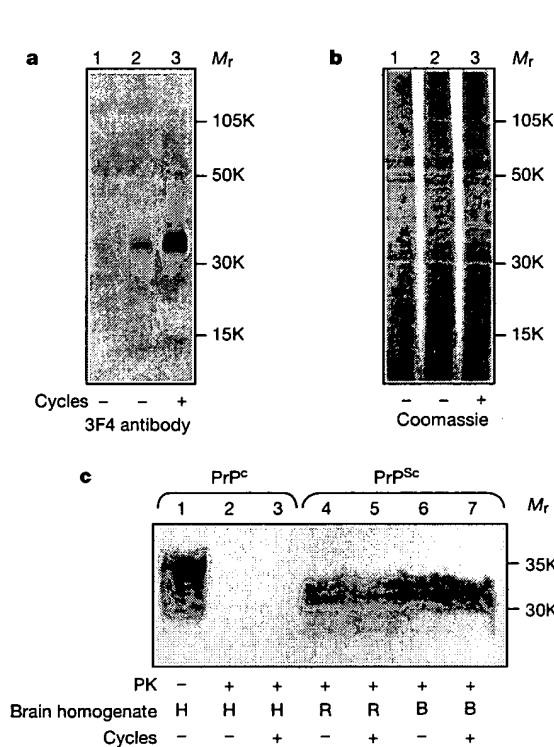 a b
1 2 3 Mr 1 2 3 Mr
105K 105K
50K 50K
30K 30K
15K 15K
Cycles – – + – – +
3F4 antibody Coomassie
c PrPc PrPSc
1 2 3 4 5 6 7 Mr
35K
30K
PK – + + + + + +
Brain homogenate H H H R R B B
Cycles – – + – + – +